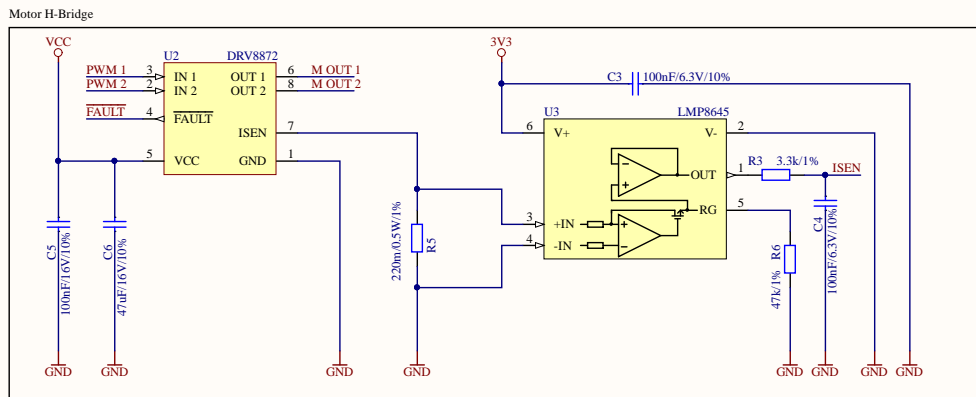 Motor H-Bridge
VCC
U2 DRV8872
PWM 1 3 IN 1 OUT 1 6 M OUT 1
PWM 2 2 IN 2 OUT 2 8 M OUT 2
FAULT 4 FAULT
ISEN 7
5 VCC GND 1
C5
100nF/16V/10%
C6
47uF/16V/10%
220m/0.5W/1%
R5
3V3
C3 100nF/6.3V/10%
U3 LMP8645
6 V+ V- 2
OUT 1 R3 3.3k/1% ISEN
RG 5
3 +IN
4 -IN
47k/1%
R6
C4
100nF/6.3V/10%
GND GND GND GND GND GND GND GND